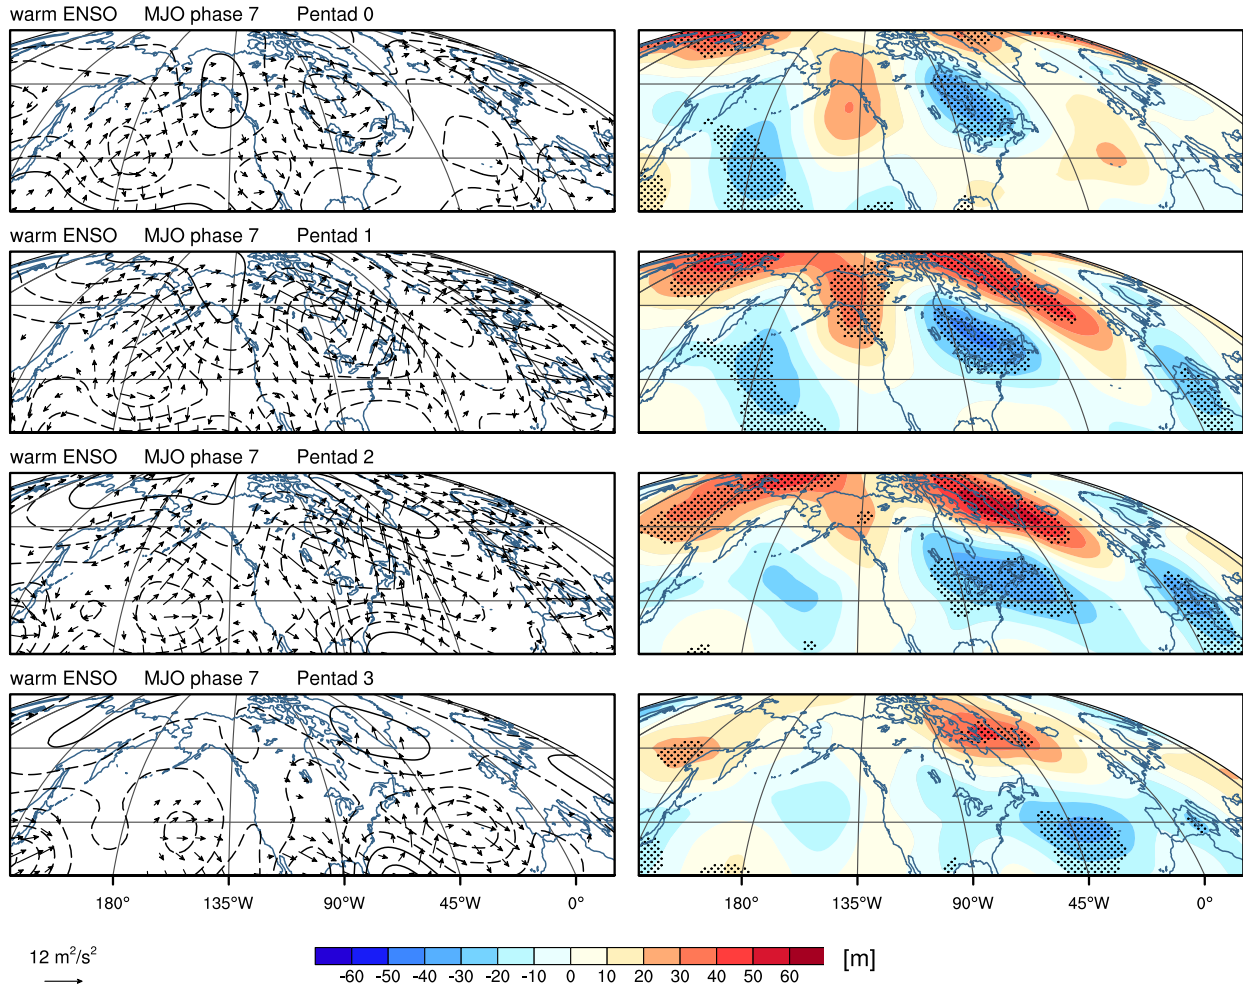 warm ENSO MJO phase 7 Pentad 0
warm ENSO MJO phase 7 Pentad 1
warm ENSO MJO phase 7 Pentad 2
warm ENSO MJO phase 7 Pentad 3
180° 135°W 90°W 45°W 0° 180° 135°W 90°W 45°W 0°
12 m²/s²
-60 -50 -40 -30 -20 -10 0 10 20 30 40 50 60 [m]